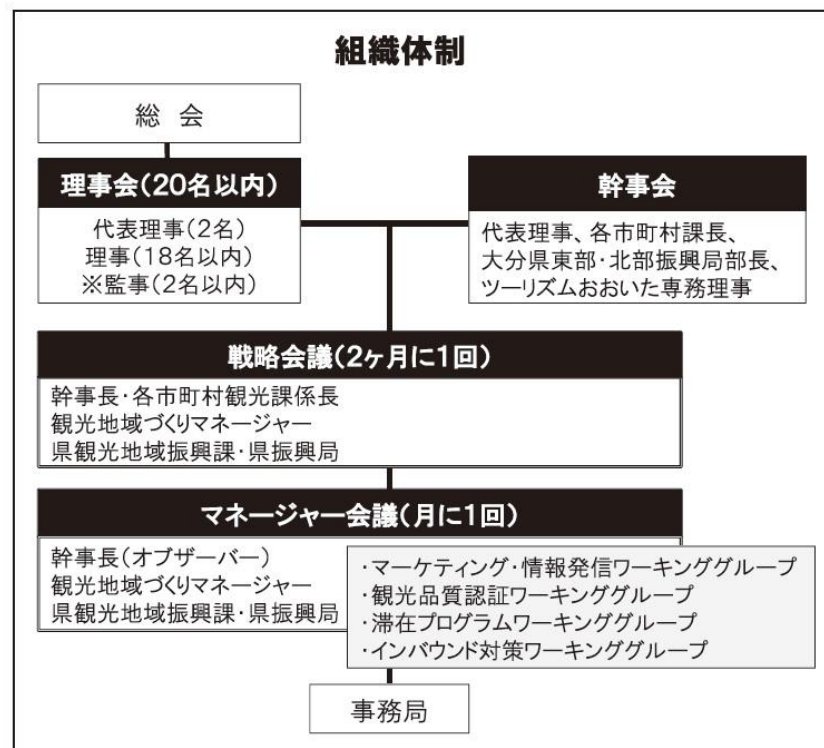 組織体制
総 会
理事会(20名以内)
代表理事(2名)
理事(18名以内)
※監事(2名以内)
幹事会
代表理事、各市町村課長、
大分県東部・北部振興局部長、
ツーリズムおおいた専務理事
戦略会議(2ヶ月に1回)
幹事長・各市町村観光課係長
観光地域づくりマネージャー
県観光地域振興課・県振興局
マネージャー会議(月に1回)
幹事長(オブザーバー)
観光地域づくりマネージャー
県観光地域振興課・県振興局
・マーケティング・情報発信ワーキンググループ
・観光品質認証ワーキンググループ
・滞在プログラムワーキンググループ
・インバウンド対策ワーキンググループ
事務局